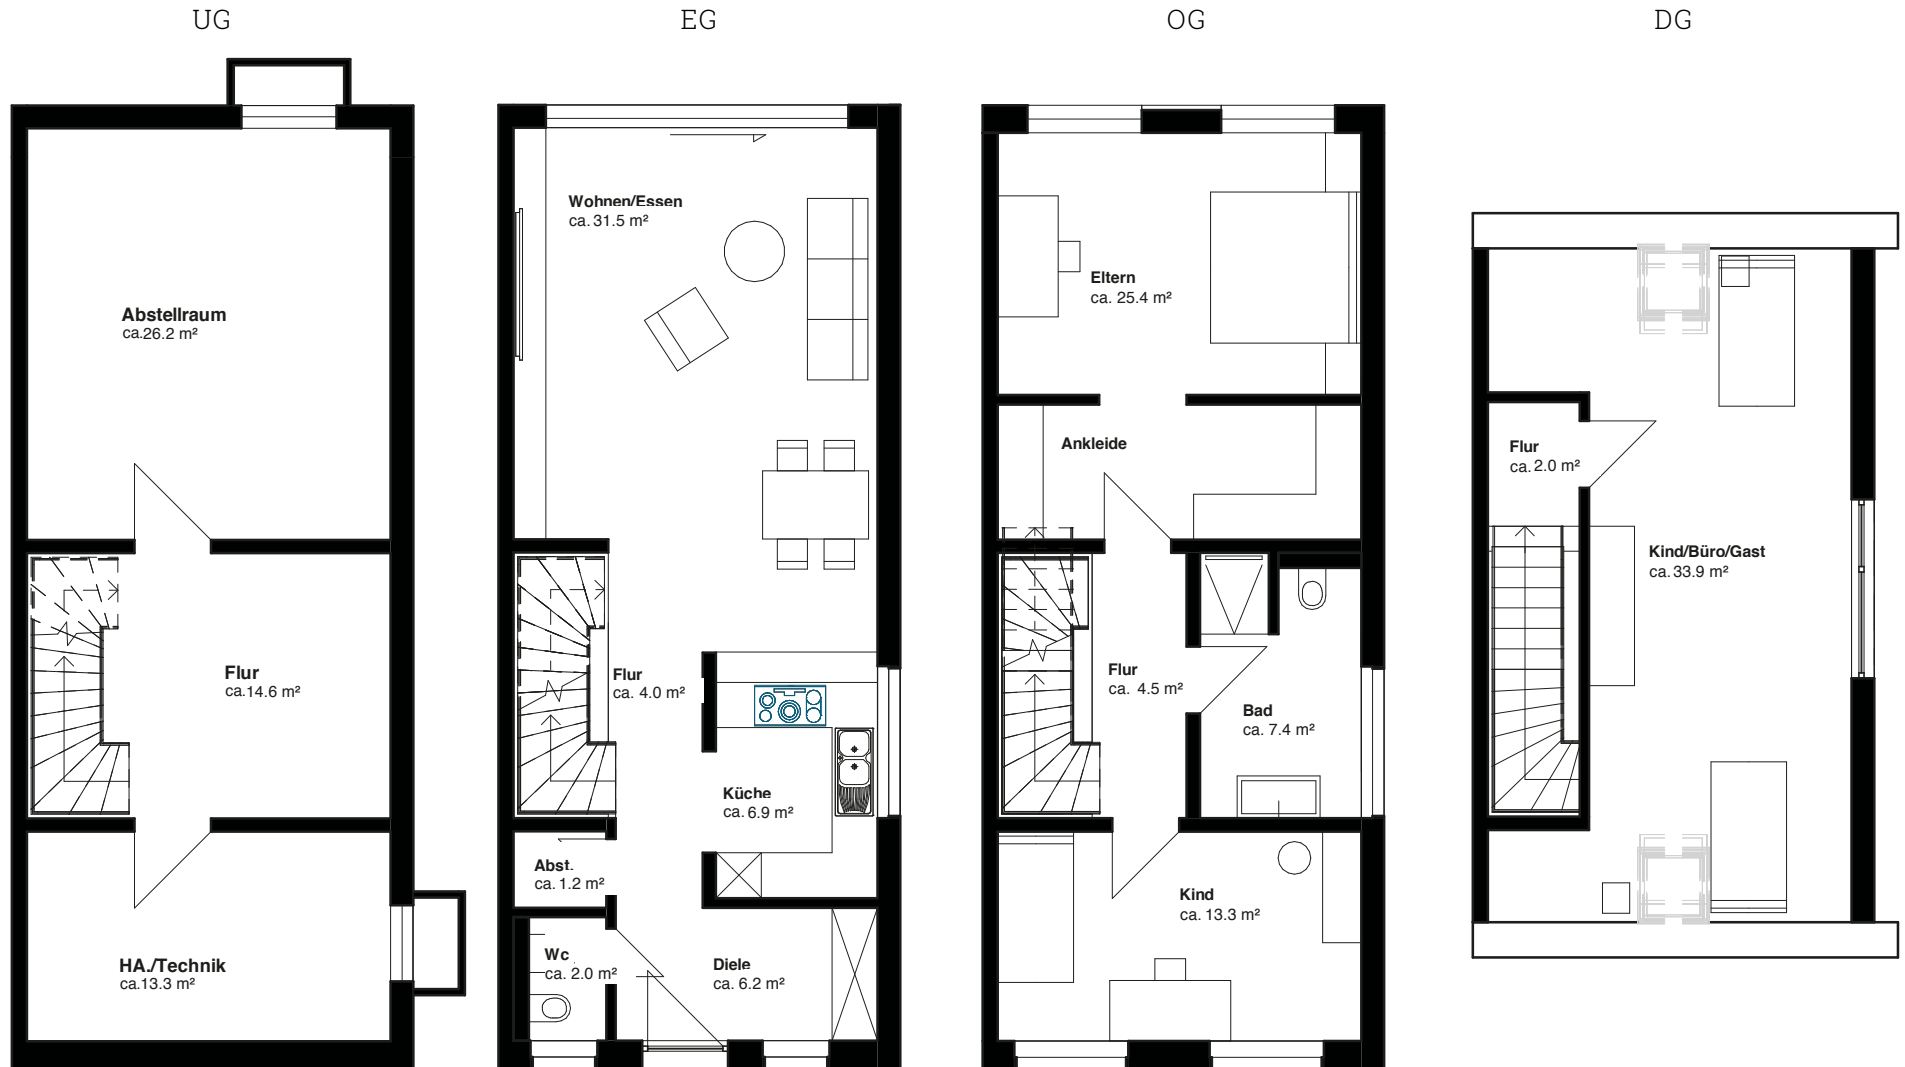 UG
EG
OG
DG
Abstellraum
ca.26.2 m²
Flur
ca.14.6 m²
HA./Technik
ca.13.3 m²
Wohnen/Essen
ca. 31.5 m²
Flur
ca. 4.0 m²
Küche
ca. 6.9 m²
Abst.
ca. 1.2 m²
Wc
ca. 2.0 m²
Diele
ca. 6.2 m²
Eltern
ca. 25.4 m²
Ankleide
Flur
ca. 4.5 m²
Bad
ca. 7.4 m²
Kind
ca. 13.3 m²
Flur
ca. 2.0 m²
Kind/Büro/Gast
ca. 33.9 m²